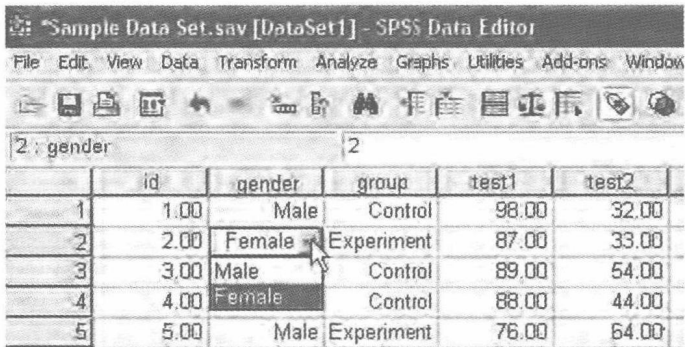 *Sample Data Set.sav [DataSet1] - SPSS Data Editor
File Edit View Data Transform Analyze Graphs Utilities Add-ons Window
2 : gender 2
id gender group test1 test2
1 1.00 Male Control 98.00 32.00
2 2.00 Female Experiment 87.00 33.00
3 3.00 Male Control 89.00 54.00
4 4.00 Female Control 88.00 44.00
5 5.00 Male Experiment 76.00 64.00